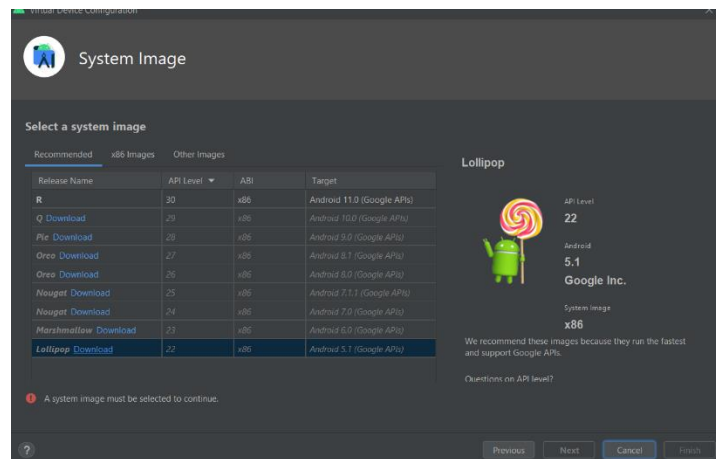 Virtual Device Configuration
System Image
Select a system image
Recommended x86 Images Other Images
Release Name API Level ABI Target
R 30 x86 Android 11.0 (Google APIs)
Q Download 29 x86 Android 10.0 (Google APIs)
Pie Download 28 x86 Android 9.0 (Google APIs)
Oreo Download 27 x86 Android 8.1 (Google APIs)
Oreo Download 26 x86 Android 8.0 (Google APIs)
Nougat Download 25 x86 Android 7.1.1 (Google APIs)
Nougat Download 24 x86 Android 7.0 (Google APIs)
Marshmallow Download 23 x86 Android 6.0 (Google APIs)
Lollipop Download 22 x86 Android 5.1 (Google APIs)
A system image must be selected to continue.
Lollipop
API Level
22
Android
5.1
Google Inc.
System Image
x86
We recommend these images because they run the fastest
and support Google APIs.
Questions on API level?
? Previous Next Cancel Finish